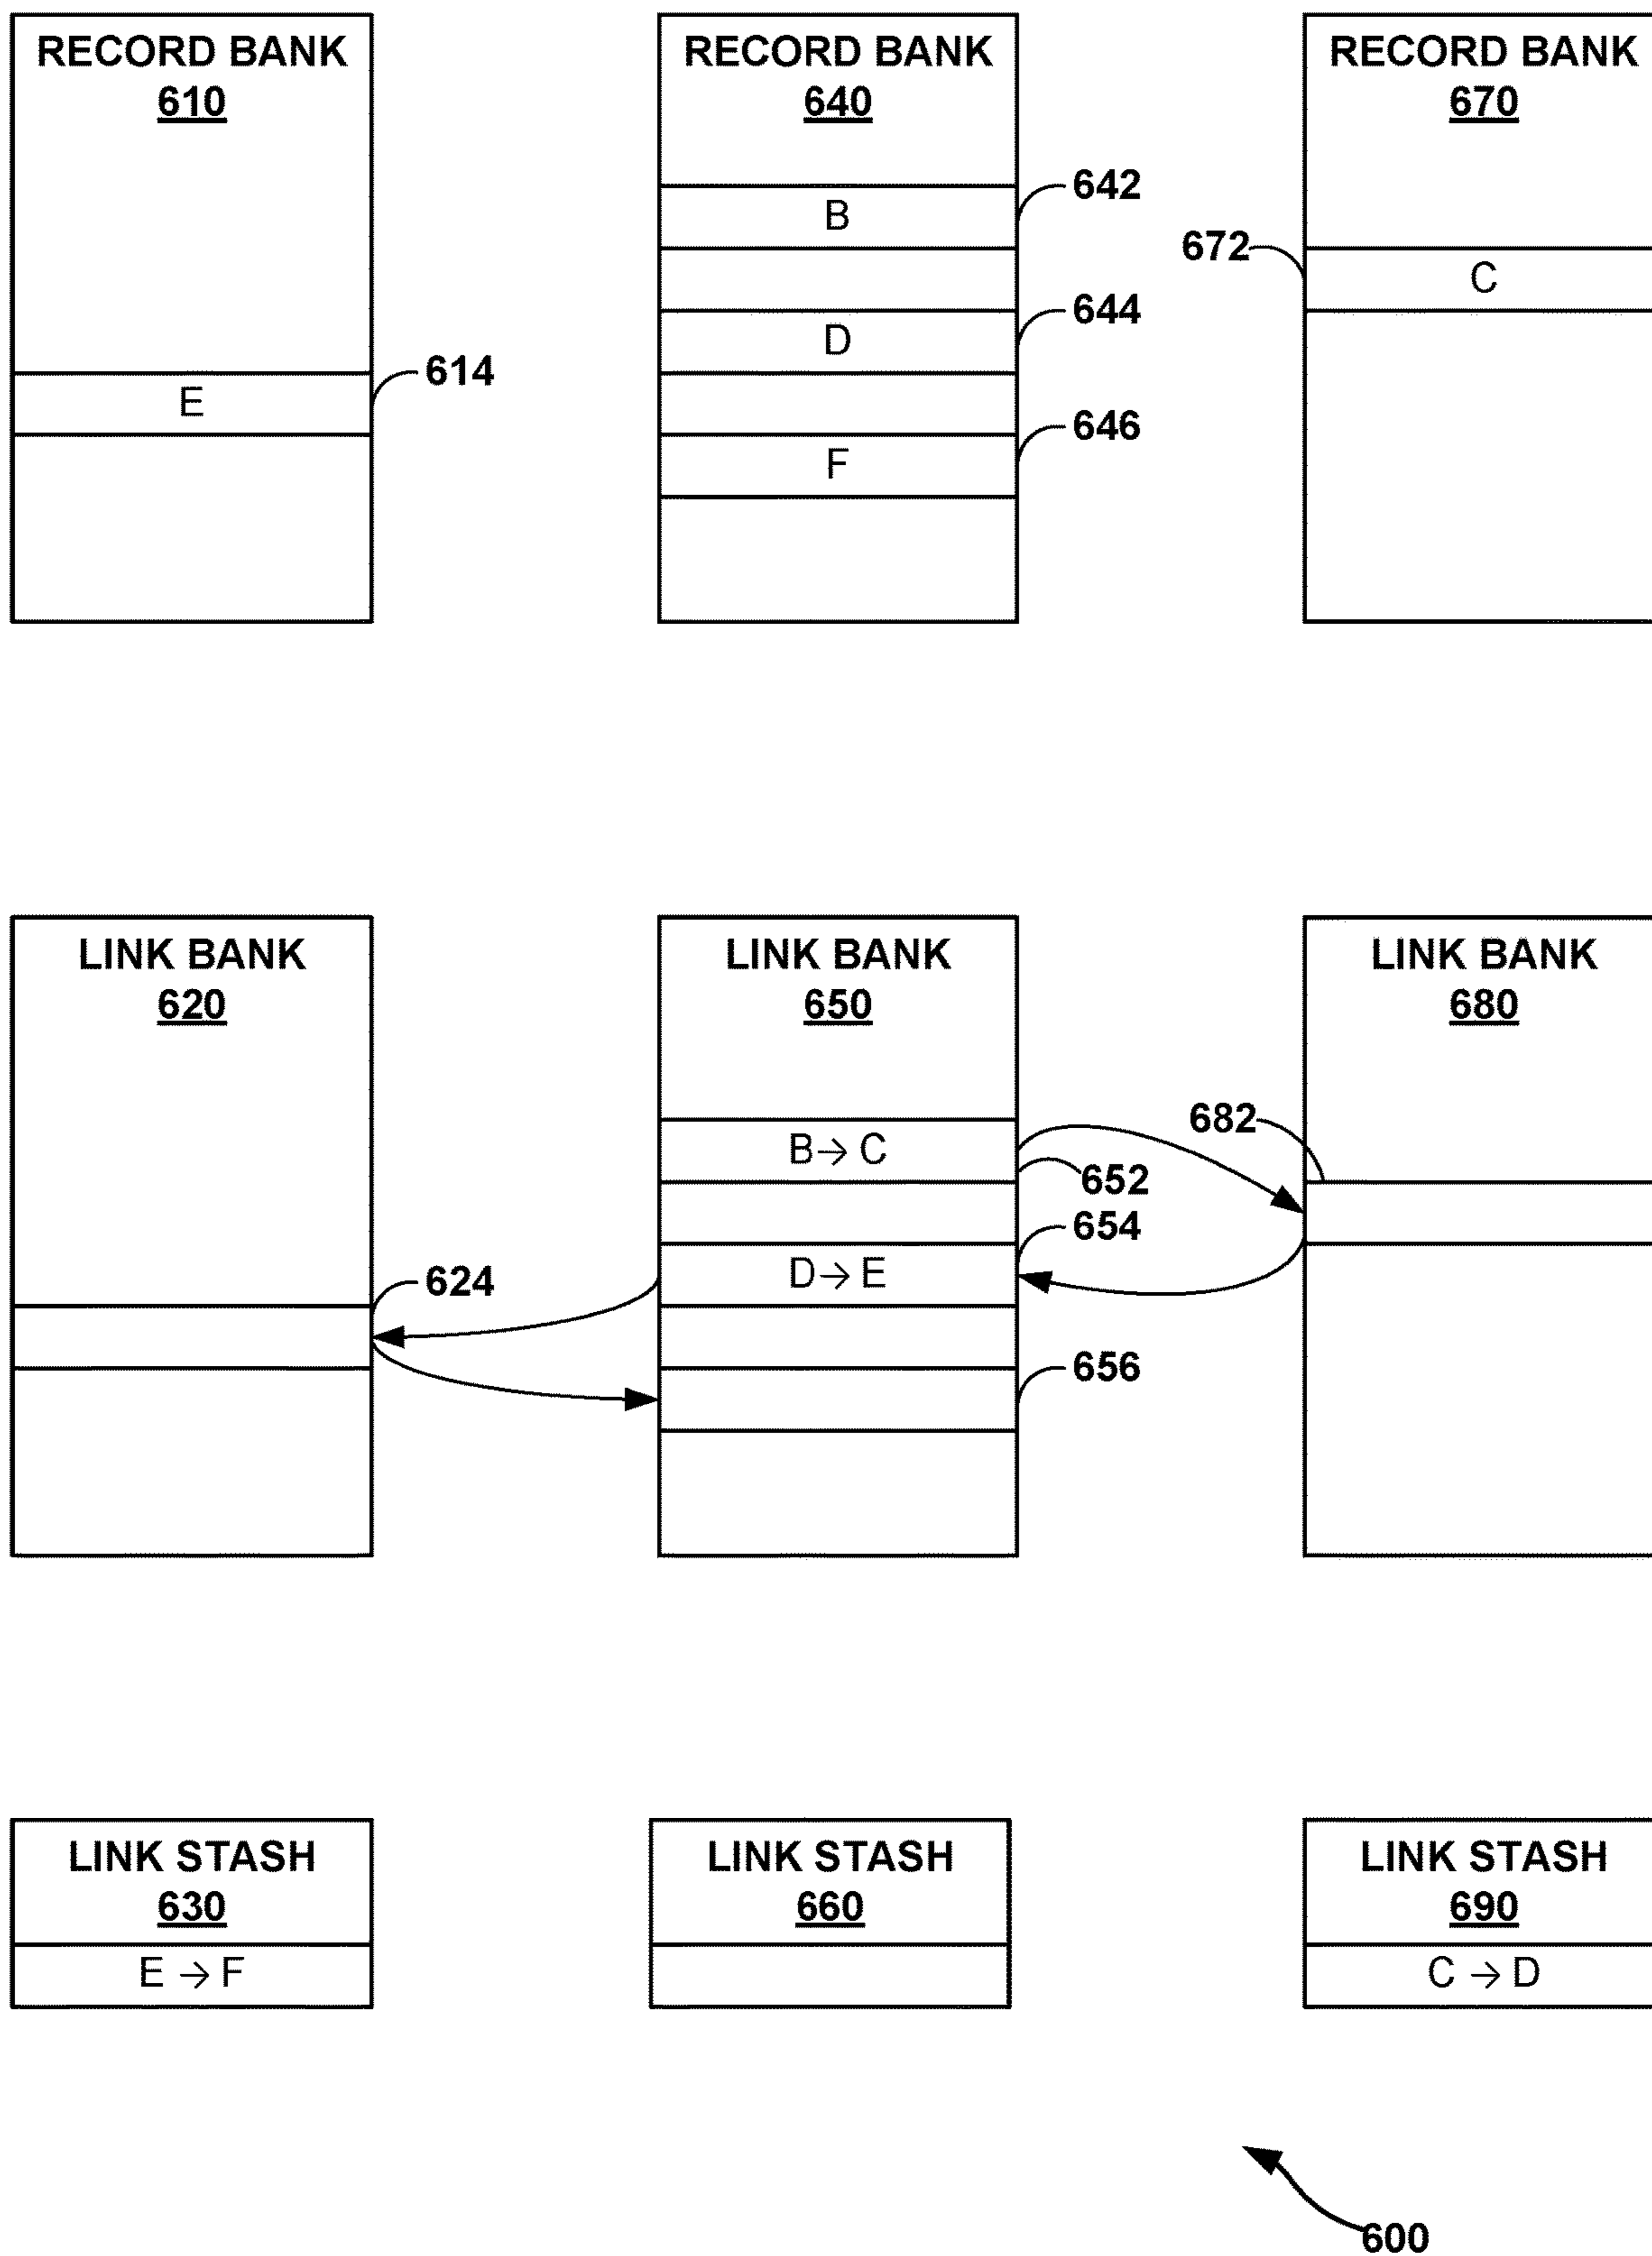 RECORD BANK
610
RECORD BANK
640
RECORD BANK
670
642
B
672
C
644
D
614
E
646
F
LINK BANK
620
LINK BANK
650
LINK BANK
680
682
B → C
652
654
D → E
624
656
LINK STASH
630
E → F
LINK STASH
660
LINK STASH
690
C → D
600